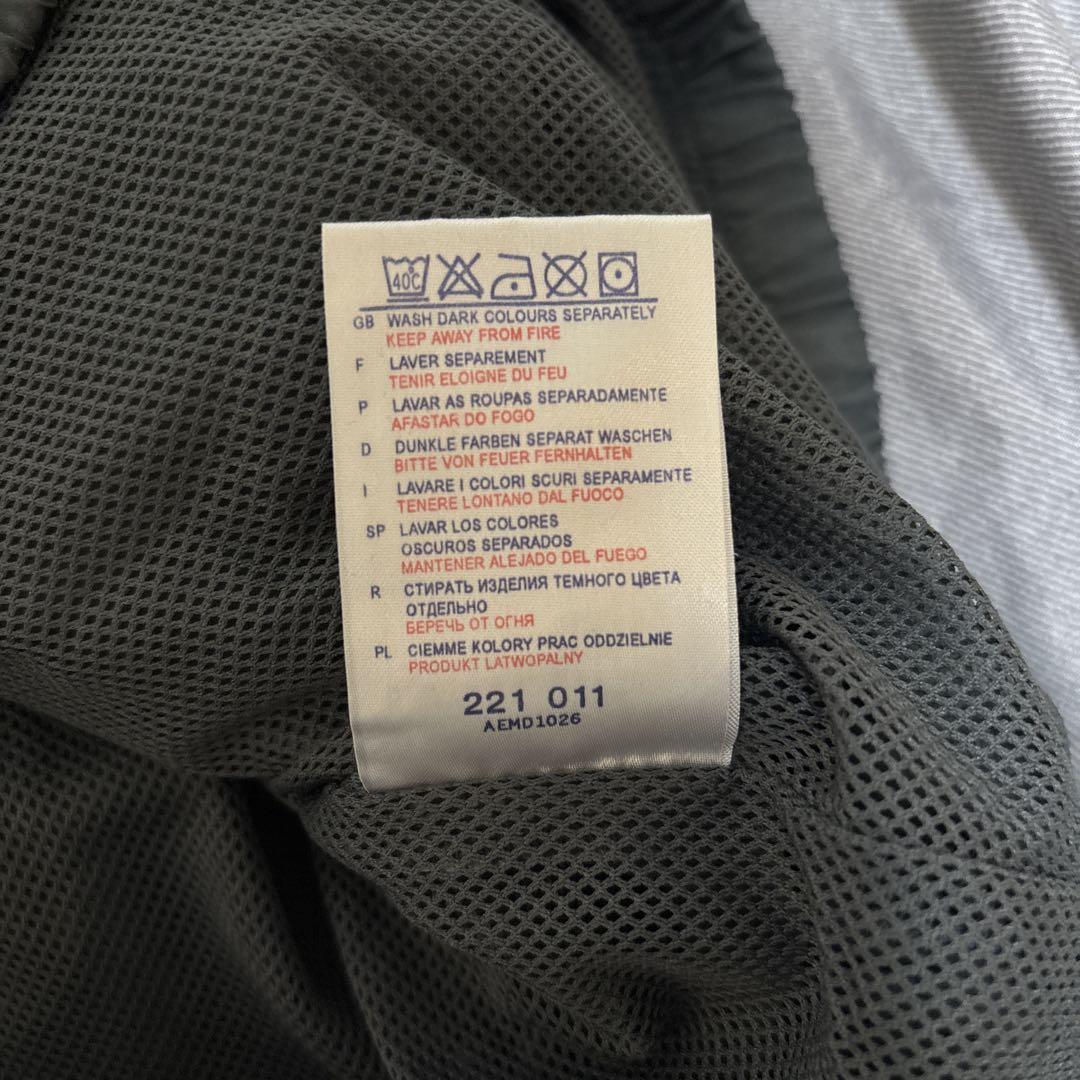 40C
GB WASH DARK COLOURS SEPARATELY
KEEP AWAY FROM FIRE
F LAVER SEPAREMENT
TENIR ELOIGNE DU FEU
P LAVAR AS ROUPAS SEPARADAMENTE
AFASTAR DO FOGO
D DUNKLE FARBEN SEPARAT WASCHEN
BITTE VON FEUER FERNHALTEN
I LAVARE I COLORI SCURI SEPARAMENTE
TENERE LONTANO DAL FUOCO
SP LAVAR LOS COLORES
OSCUROS SEPARADOS
MANTENER ALEJADO DEL FUEGO
R СТИРАТЬ ИЗДЕЛИЯ ТЕМНОГО ЦВЕТА
ОТДЕЛЬНО
БЕРЕЧЬ ОТ ОГНЯ
PL CIEMME KOLORY PRAC ODDZIELNIE
PRODUKT LATWOPALNY
221 011
AEMD1026